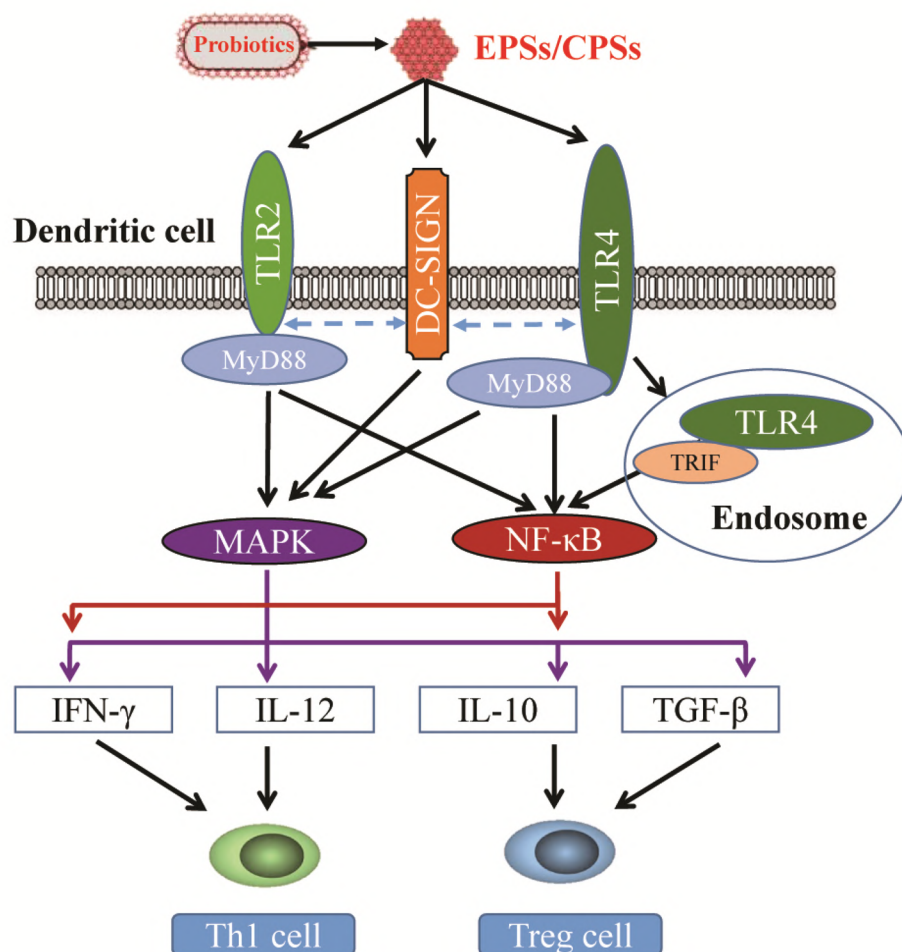 Probiotics
EPSs/CPSs
Dendritic cell
TLR2
DC-SIGN
TLR4
MyD88
MyD88
TLR4
TRIF
Endosome
MAPK
NF-κB
IFN-γ
IL-12
IL-10
TGF-β
Th1 cell
Treg cell